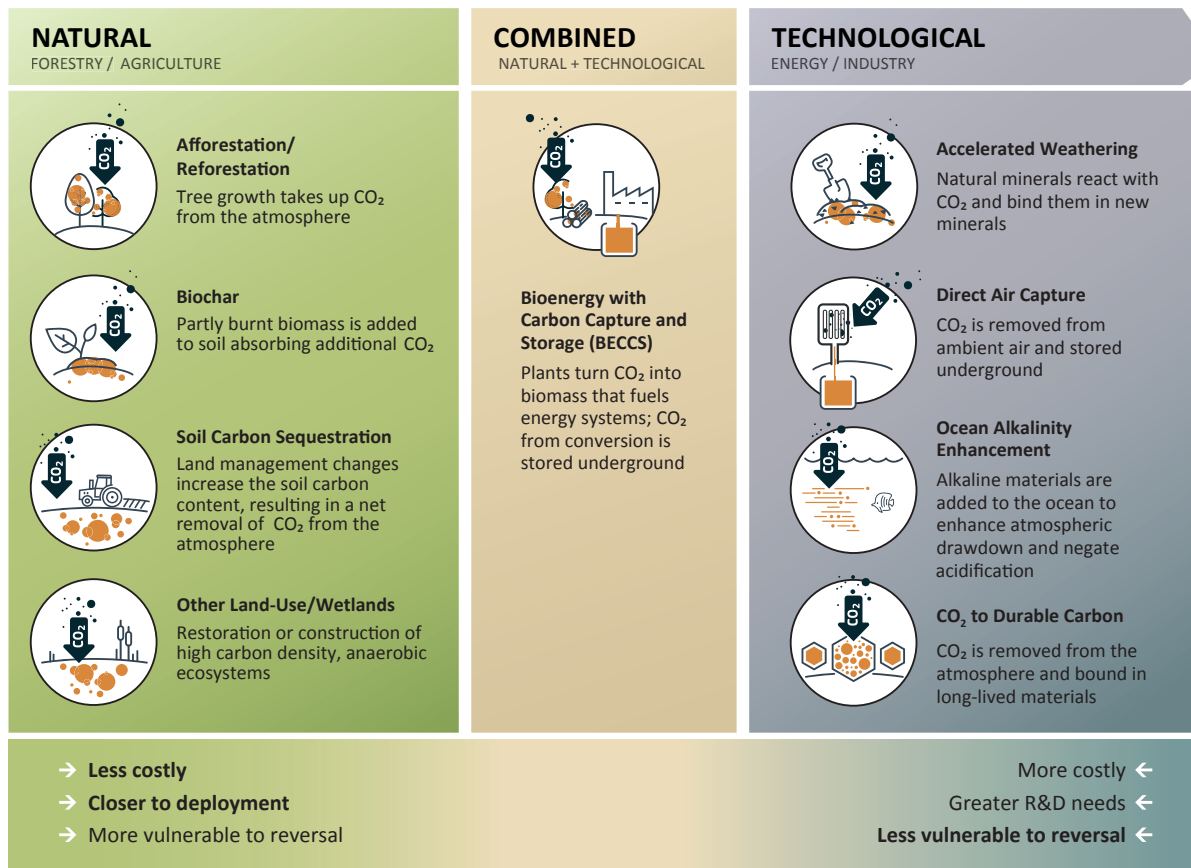 NATURAL
FORESTRY / AGRICULTURE
CO₂
Afforestation/
Reforestation
Tree growth takes up CO₂
from the atmosphere
CO₂
Biochar
Partly burnt biomass is added
to soil absorbing additional CO₂
CO₂
Soil Carbon Sequestration
Land management changes
increase the soil carbon
content, resulting in a net
removal of CO₂ from the
atmosphere
CO₂
Other Land-Use/Wetlands
Restoration or construction of
high carbon density, anaerobic
ecosystems
COMBINED
NATURAL + TECHNOLOGICAL
CO₂
Bioenergy with
Carbon Capture and
Storage (BECCS)
Plants turn CO₂ into
biomass that fuels
energy systems; CO₂
from conversion is
stored underground
TECHNOLOGICAL
ENERGY / INDUSTRY
CO₂
Accelerated Weathering
Natural minerals react with
CO₂ and bind them in new
minerals
CO₂
Direct Air Capture
CO₂ is removed from
ambient air and stored
underground
CO₂
Ocean Alkalinity
Enhancement
Alkaline materials are
added to the ocean to
enhance atmospheric
drawdown and negate
acidification
CO₂
CO₂ to Durable Carbon
CO₂ is removed from the
atmosphere and bound in
long-lived materials
→ Less costly
→ Closer to deployment
→ More vulnerable to reversal
More costly ←
Greater R&D needs ←
Less vulnerable to reversal ←